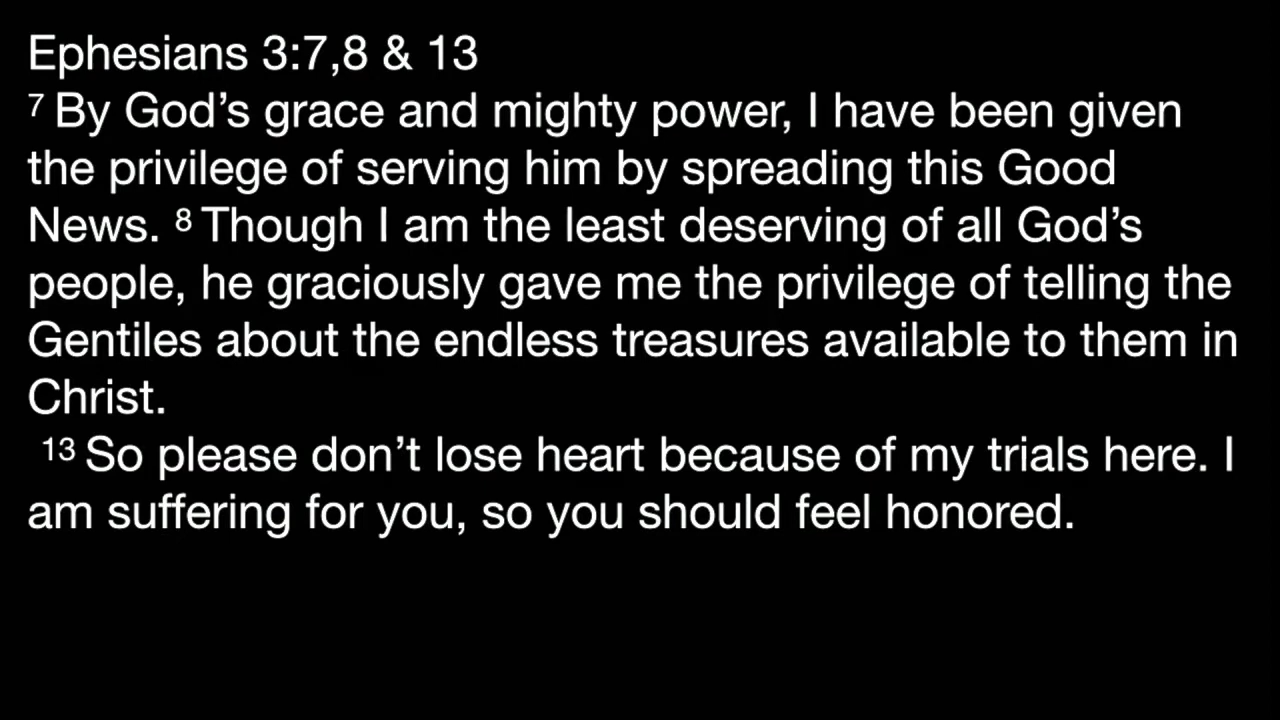 Ephesians 3:7,8 & 13
⁷ By God’s grace and mighty power, I have been given
the privilege of serving him by spreading this Good
News. ⁸ Though I am the least deserving of all God’s
people, he graciously gave me the privilege of telling the
Gentiles about the endless treasures available to them in
Christ.
¹³ So please don’t lose heart because of my trials here. I
am suffering for you, so you should feel honored.